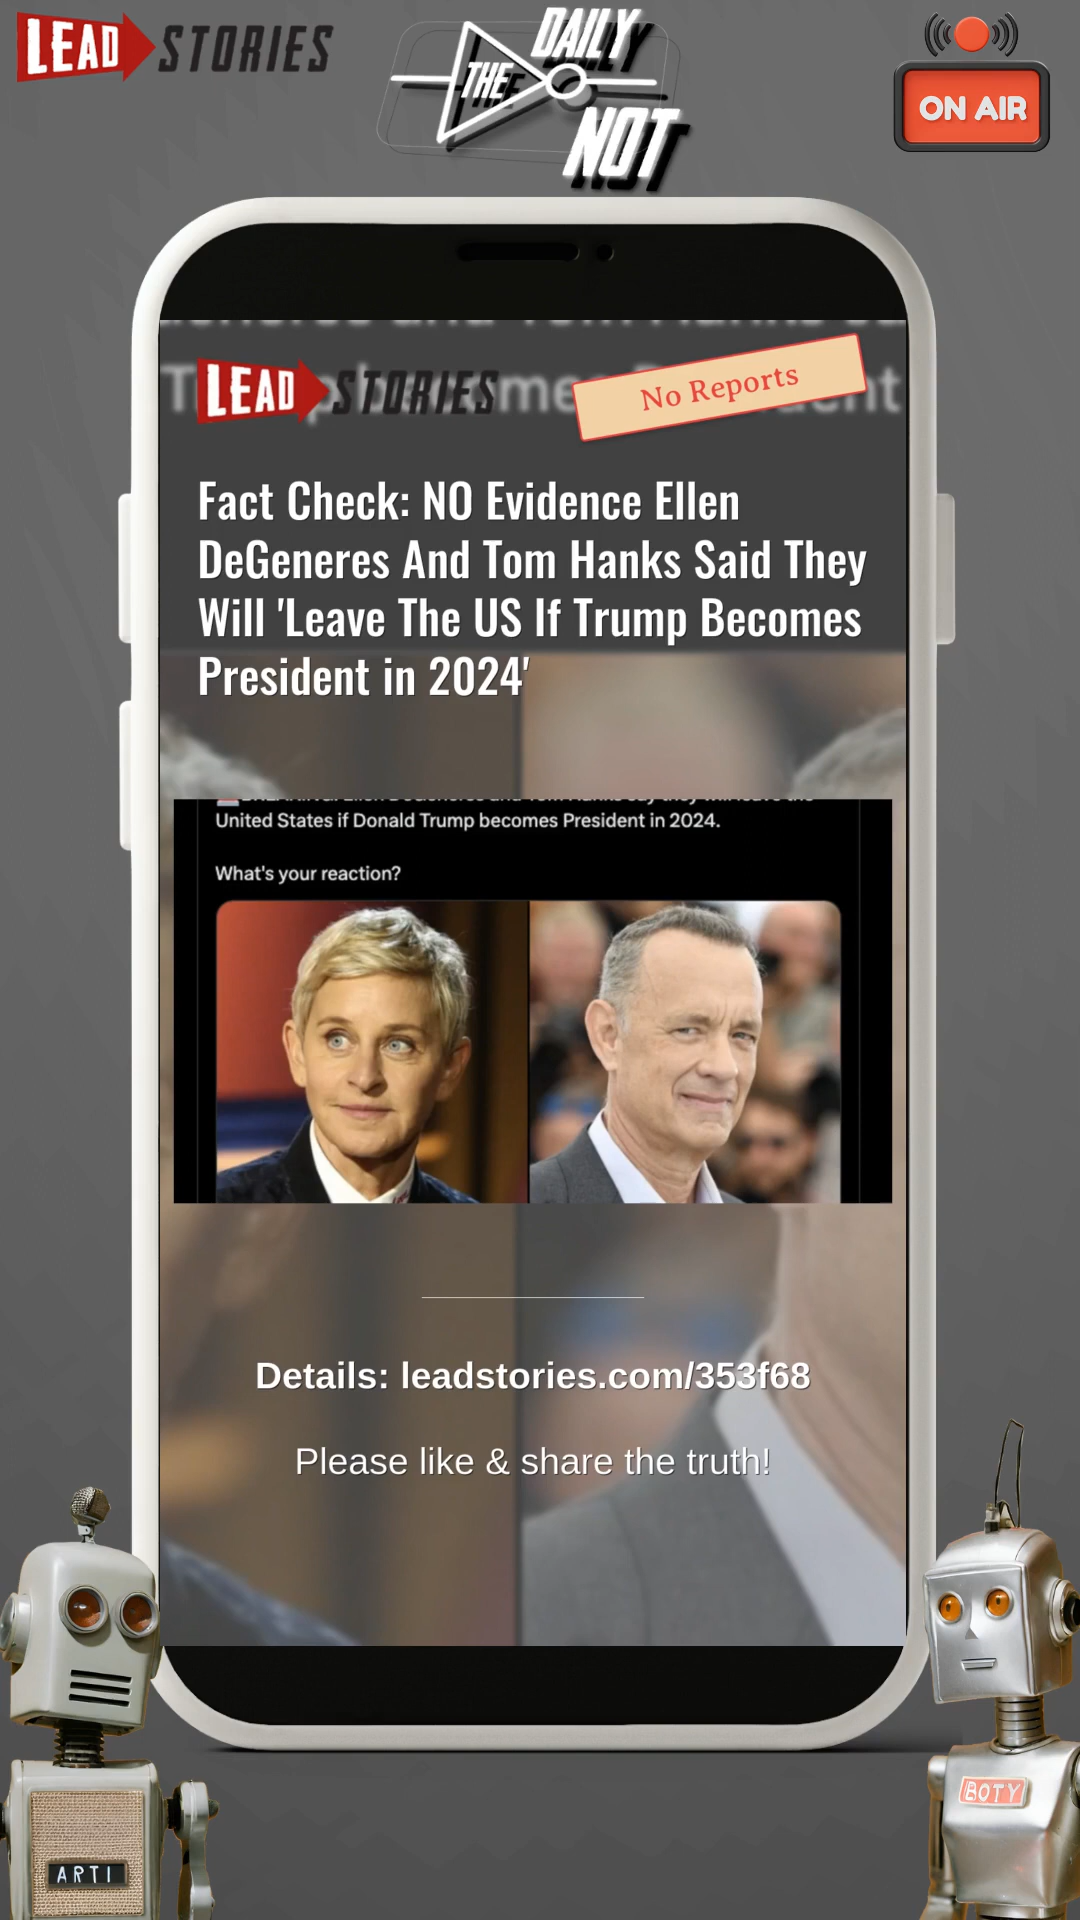 LEAD STORIES
THE DAILY NOT
ON AIR
LEAD STORIES
No Reports
Fact Check: NO Evidence Ellen
DeGeneres And Tom Hanks Said They
Will 'Leave The US If Trump Becomes
President in 2024'
United States if Donald Trump becomes President in 2024.
What's your reaction?
Details: leadstories.com/353f68
Please like & share the truth!
ARTI
BOTY